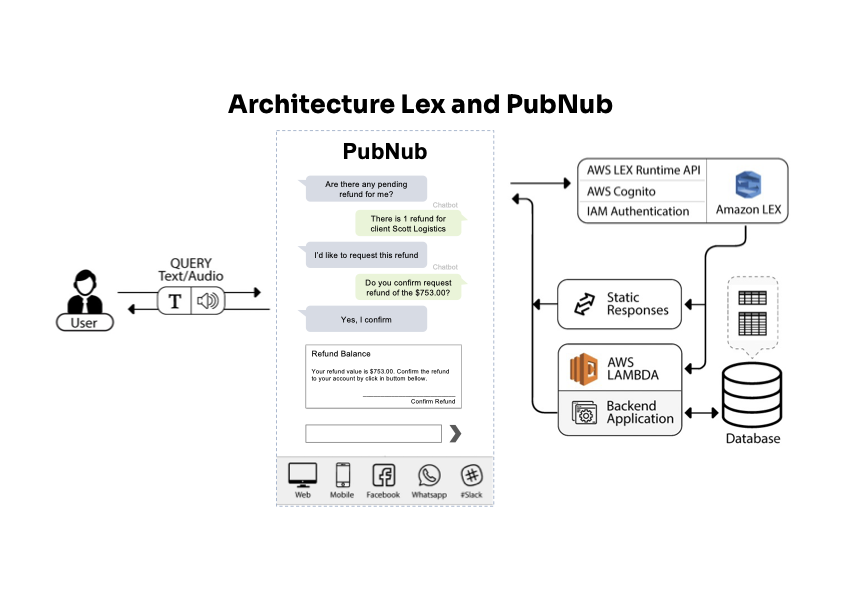 Architecture Lex and PubNub
PubNub
Are there any pending
refund for me?
Chatbot
There is 1 refund for
client Scott Logistics
I'd like to request this refund
Chatbot
Do you confirm request
refund of the $753.00?
Yes, I confirm
Refund Balance
Your refund value is $753.00. Confirm the refund
to your account by click in buttom bellow.
Confirm Refund
Web
Mobile
Facebook
Whatsapp
#Slack
QUERY
Text/Audio
T
User
AWS LEX Runtime API
AWS Cognito
IAM Authentication
Amazon LEX
Static
Responses
AWS
LAMBDA
Backend
Application
Database